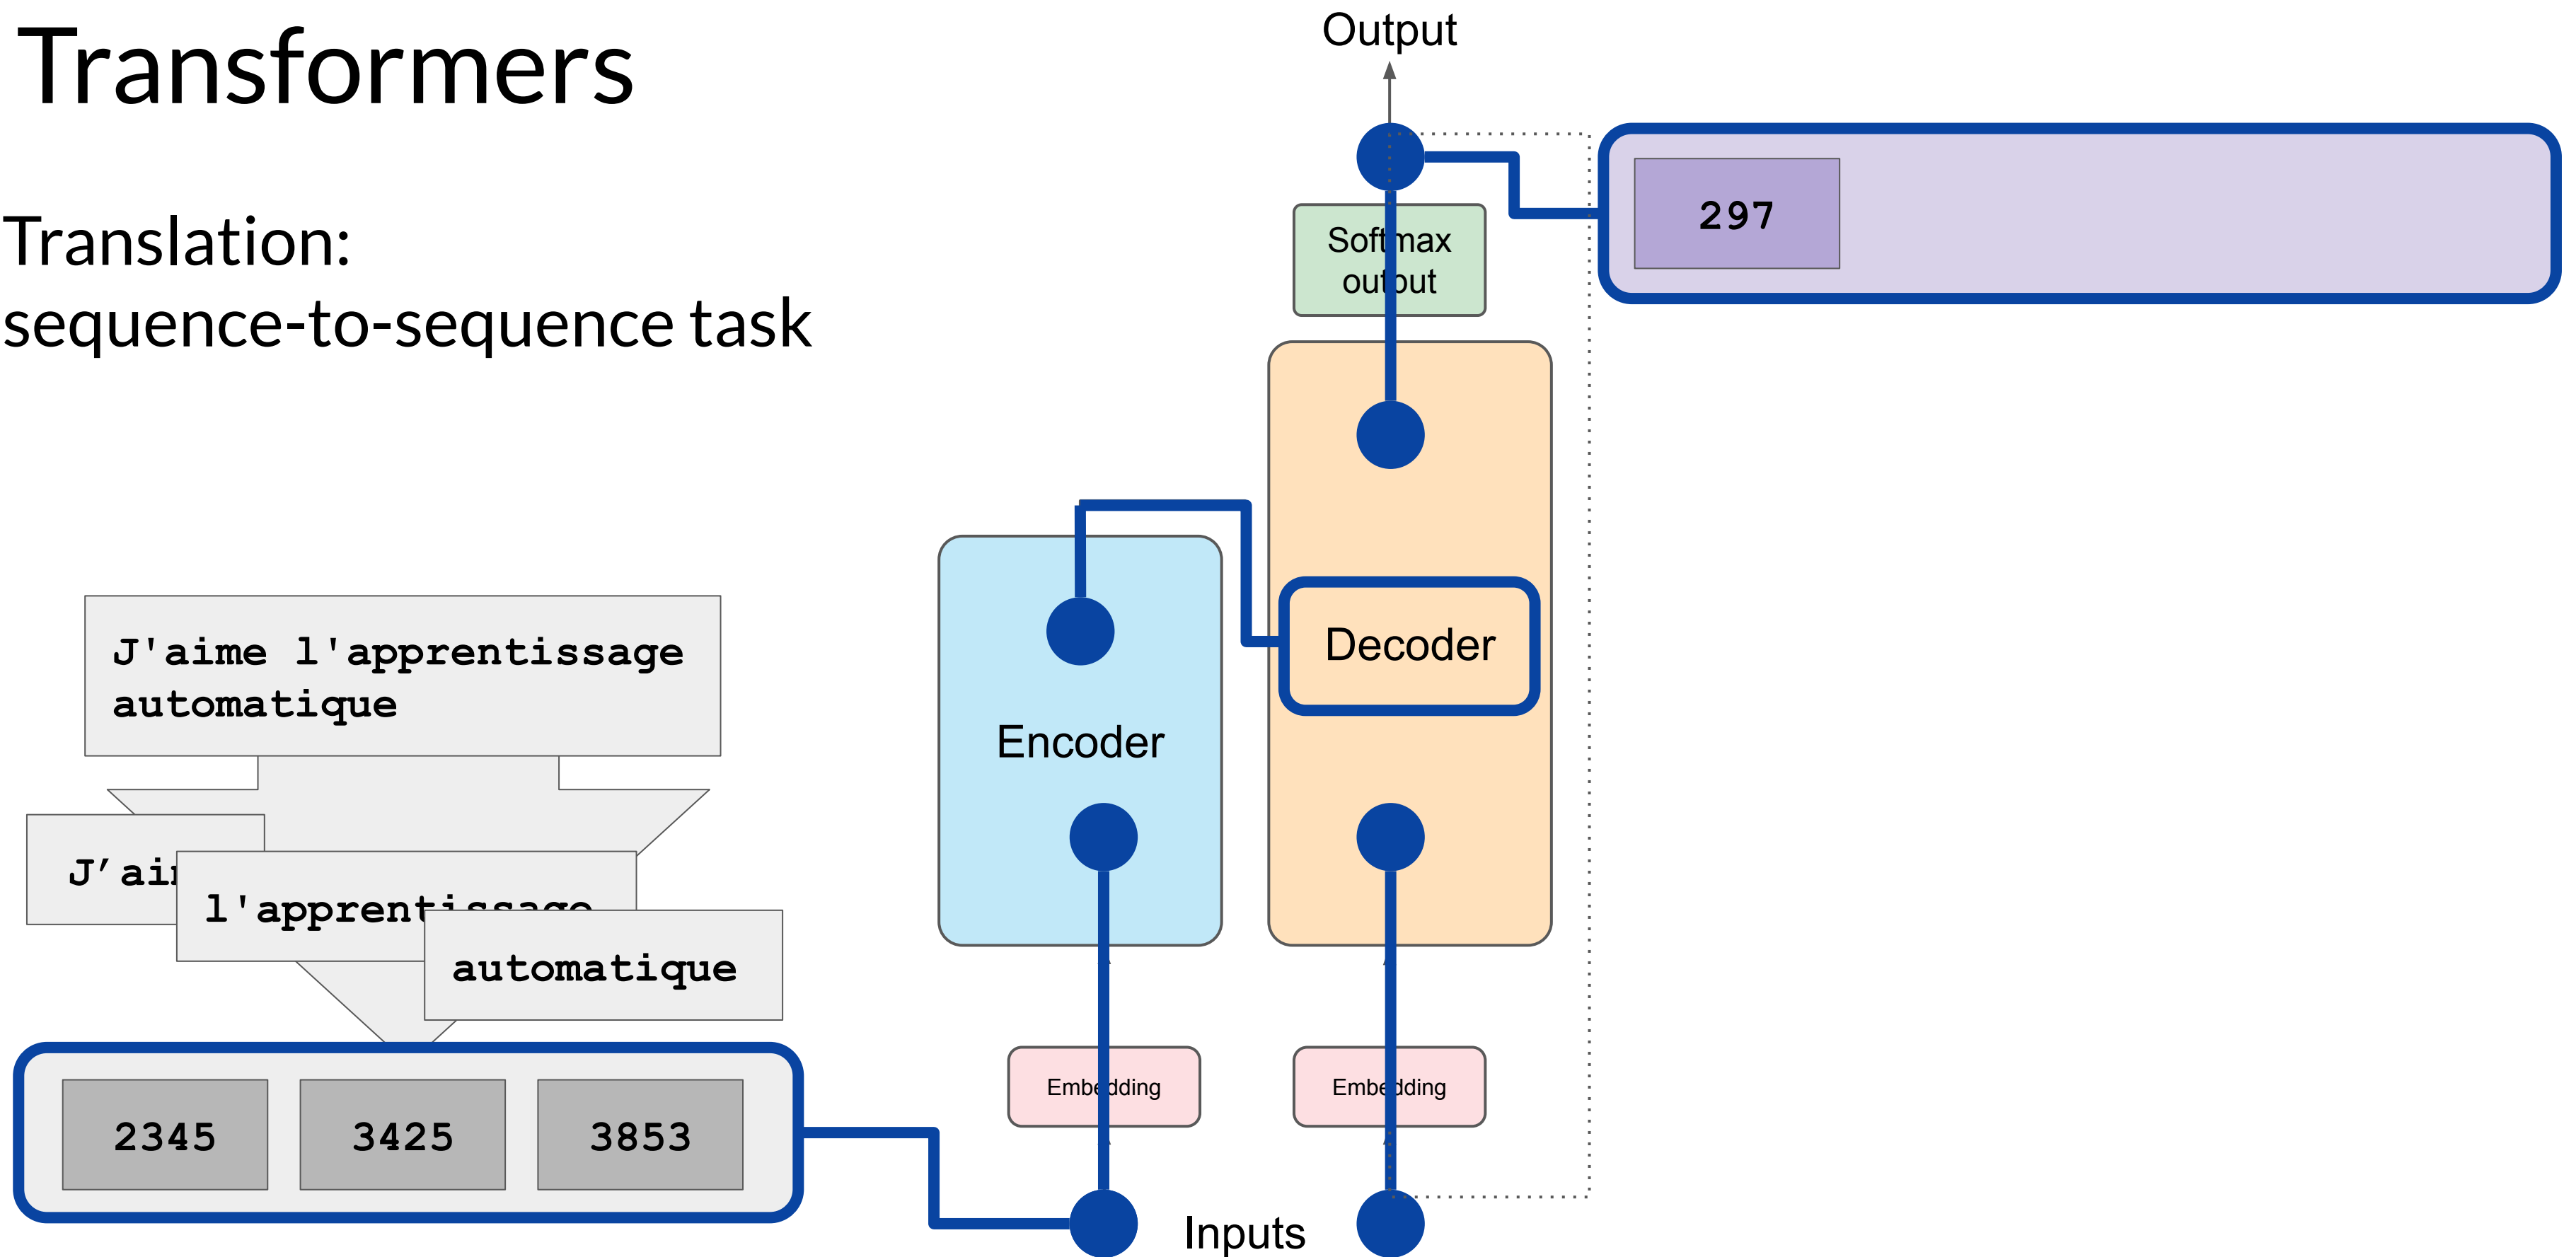 Transformers
Translation:
sequence-to-sequence task
Output
297
Softmax
output
Decoder
Encoder
J'aime l'apprentissage
automatique
automatique
Embedding
Embedding
2345 3425 3853
Inputs